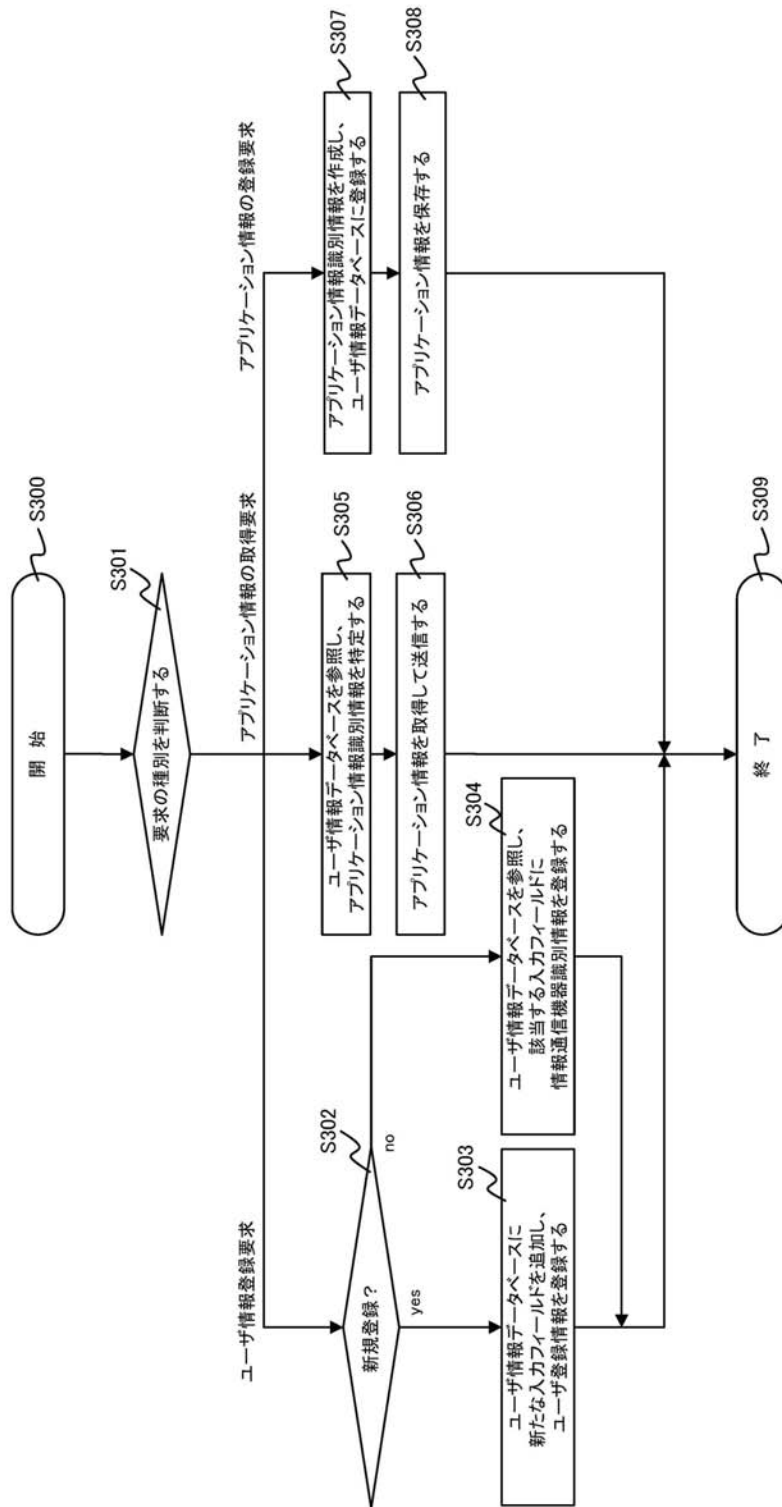 開 始
S300
要求の種別を判断する
S301
ユーザ情報登録要求
アプリケーション情報の取得要求
アプリケーション情報の登録要求
新規登録?
S302
yes
no
ユーザ情報データベースに
新たな入力フィールドを追加し、
ユーザ登録情報を登録する
S303
ユーザ情報データベースを参照し、
該当する入力フィールドに
情報通信機器識別情報を登録する
S304
ユーザ情報データベースを参照し、
アプリケーション情報識別情報を特定する
S305
アプリケーション情報を取得して送信する
S306
アプリケーション情報識別情報を作成し、
ユーザ情報データベースに登録する
S307
アプリケーション情報を保存する
S308
終 了
S309